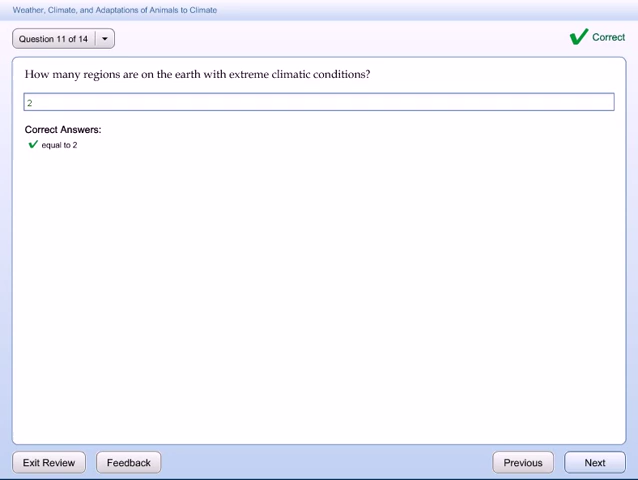 Weather, Climate, and Adaptations of Animals to Climate
Question 11 of 14
Correct
How many regions are on the earth with extreme climatic conditions?
2
Correct Answers:
equal to 2
Exit Review
Feedback
Previous
Next